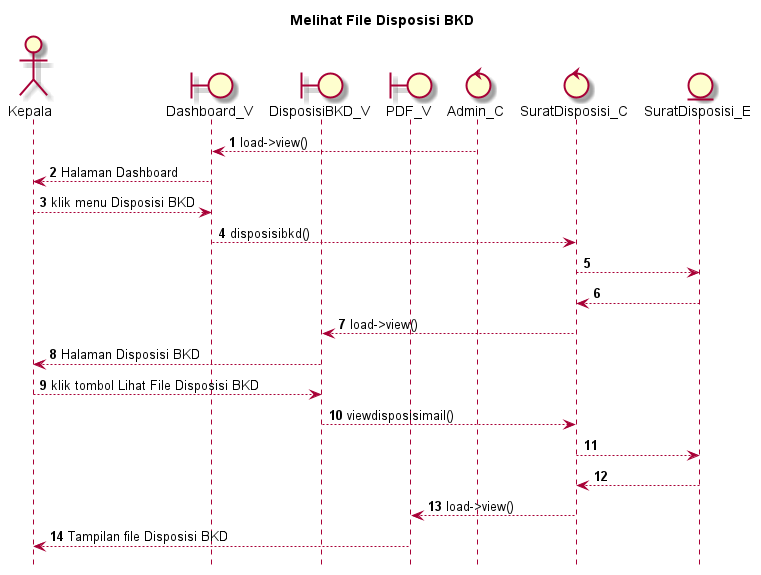 Melihat File Disposisi BKD
Kepala Dashboard_V DisposisiBKD_V PDF_V Admin_C SuratDisposisi_C SuratDisposisi_E
1 load->view()
2 Halaman Dashboard
3 klik menu Disposisi BKD
4 disposisibkd()
5
6
7 load->view()
8 Halaman Disposisi BKD
9 klik tombol Lihat File Disposisi BKD
10 viewdisposisimail()
11
12
13 load->view()
14 Tampilan file Disposisi BKD